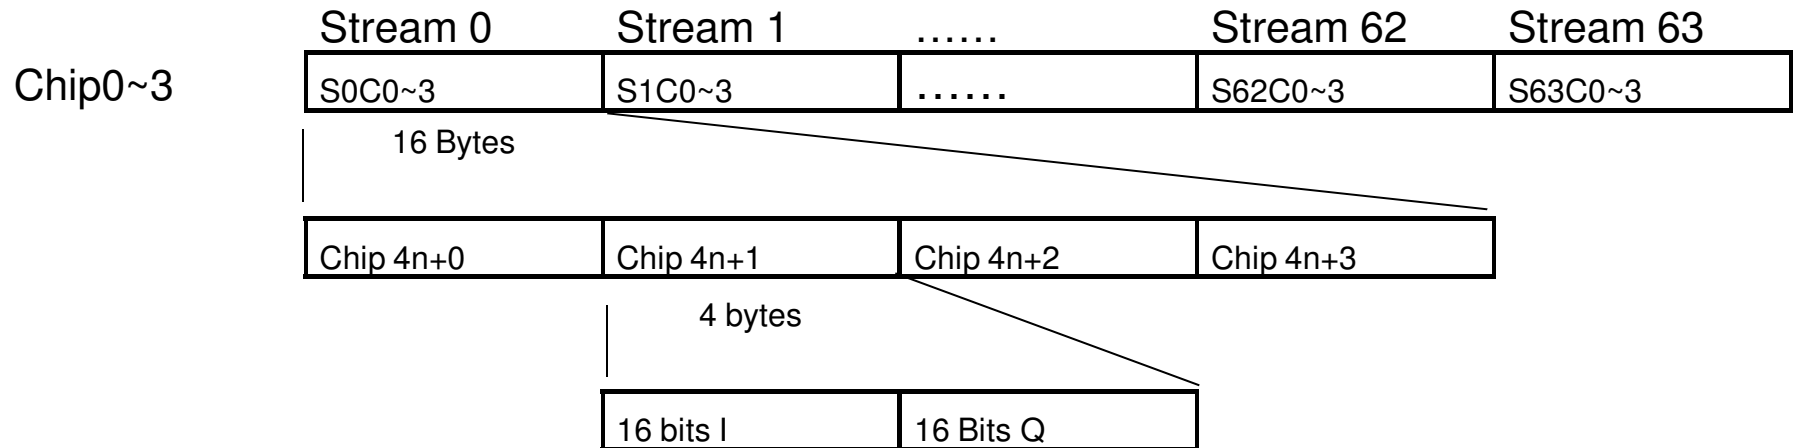 Stream 0 Stream 1 ...... Stream 62 Stream 63
Chip0~3 S0C0~3 S1C0~3 ...... S62C0~3 S63C0~3
16 Bytes
Chip 4n+0 Chip 4n+1 Chip 4n+2 Chip 4n+3
4 bytes
16 bits I 16 Bits Q